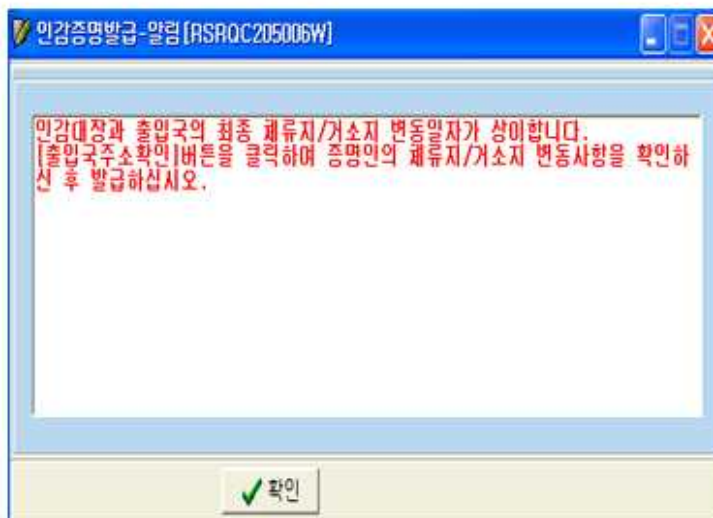 인감증명발급-알림[RSRQC205006W]
인감대장과 출입국의 최종 체류지/거소지 변동일자가 상이합니다.
[출입국주소확인]버튼을 클릭하여 증명인의 체류지/거소지 변동사항을 확인하
신 후 발급하십시오.
확인